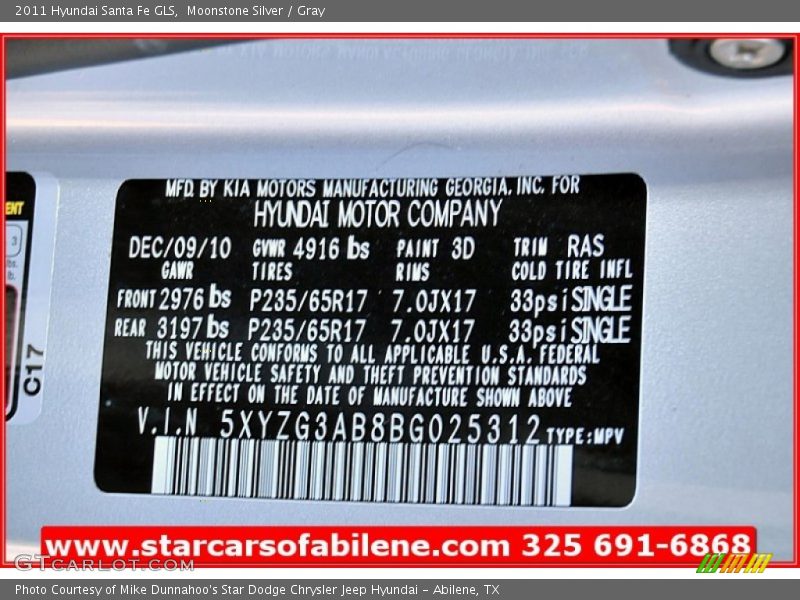 2011 Hyundai Santa Fe GLS, Moonstone Silver / Gray
MFD. BY KIA MOTORS MANUFACTURING GEORGIA, INC. FOR
HYUNDAI MOTOR COMPANY
DEC/09/10 GVWR 4916 lbs PAINT 3D TRIM RAS
GAWR TIRES RIMS COLD TIRE INFL
FRONT 2976 lbs P235/65R17 7.0JX17 33psi SINGLE
REAR 3197 lbs P235/65R17 7.0JX17 33psi SINGLE
THIS VEHICLE CONFORMS TO ALL APPLICABLE U.S.A. FEDERAL
MOTOR VEHICLE SAFETY AND THEFT PREVENTION STANDARDS
IN EFFECT ON THE DATE OF MANUFACTURE SHOWN ABOVE
V.I.N 5XYZG3AB8BG025312 TYPE:MPV
C17
www.starcarsofabilene.com 325 691-6868
GTCARLOT.COM
Photo Courtesy of Mike Dunnahoo's Star Dodge Chrysler Jeep Hyundai – Abilene, TX